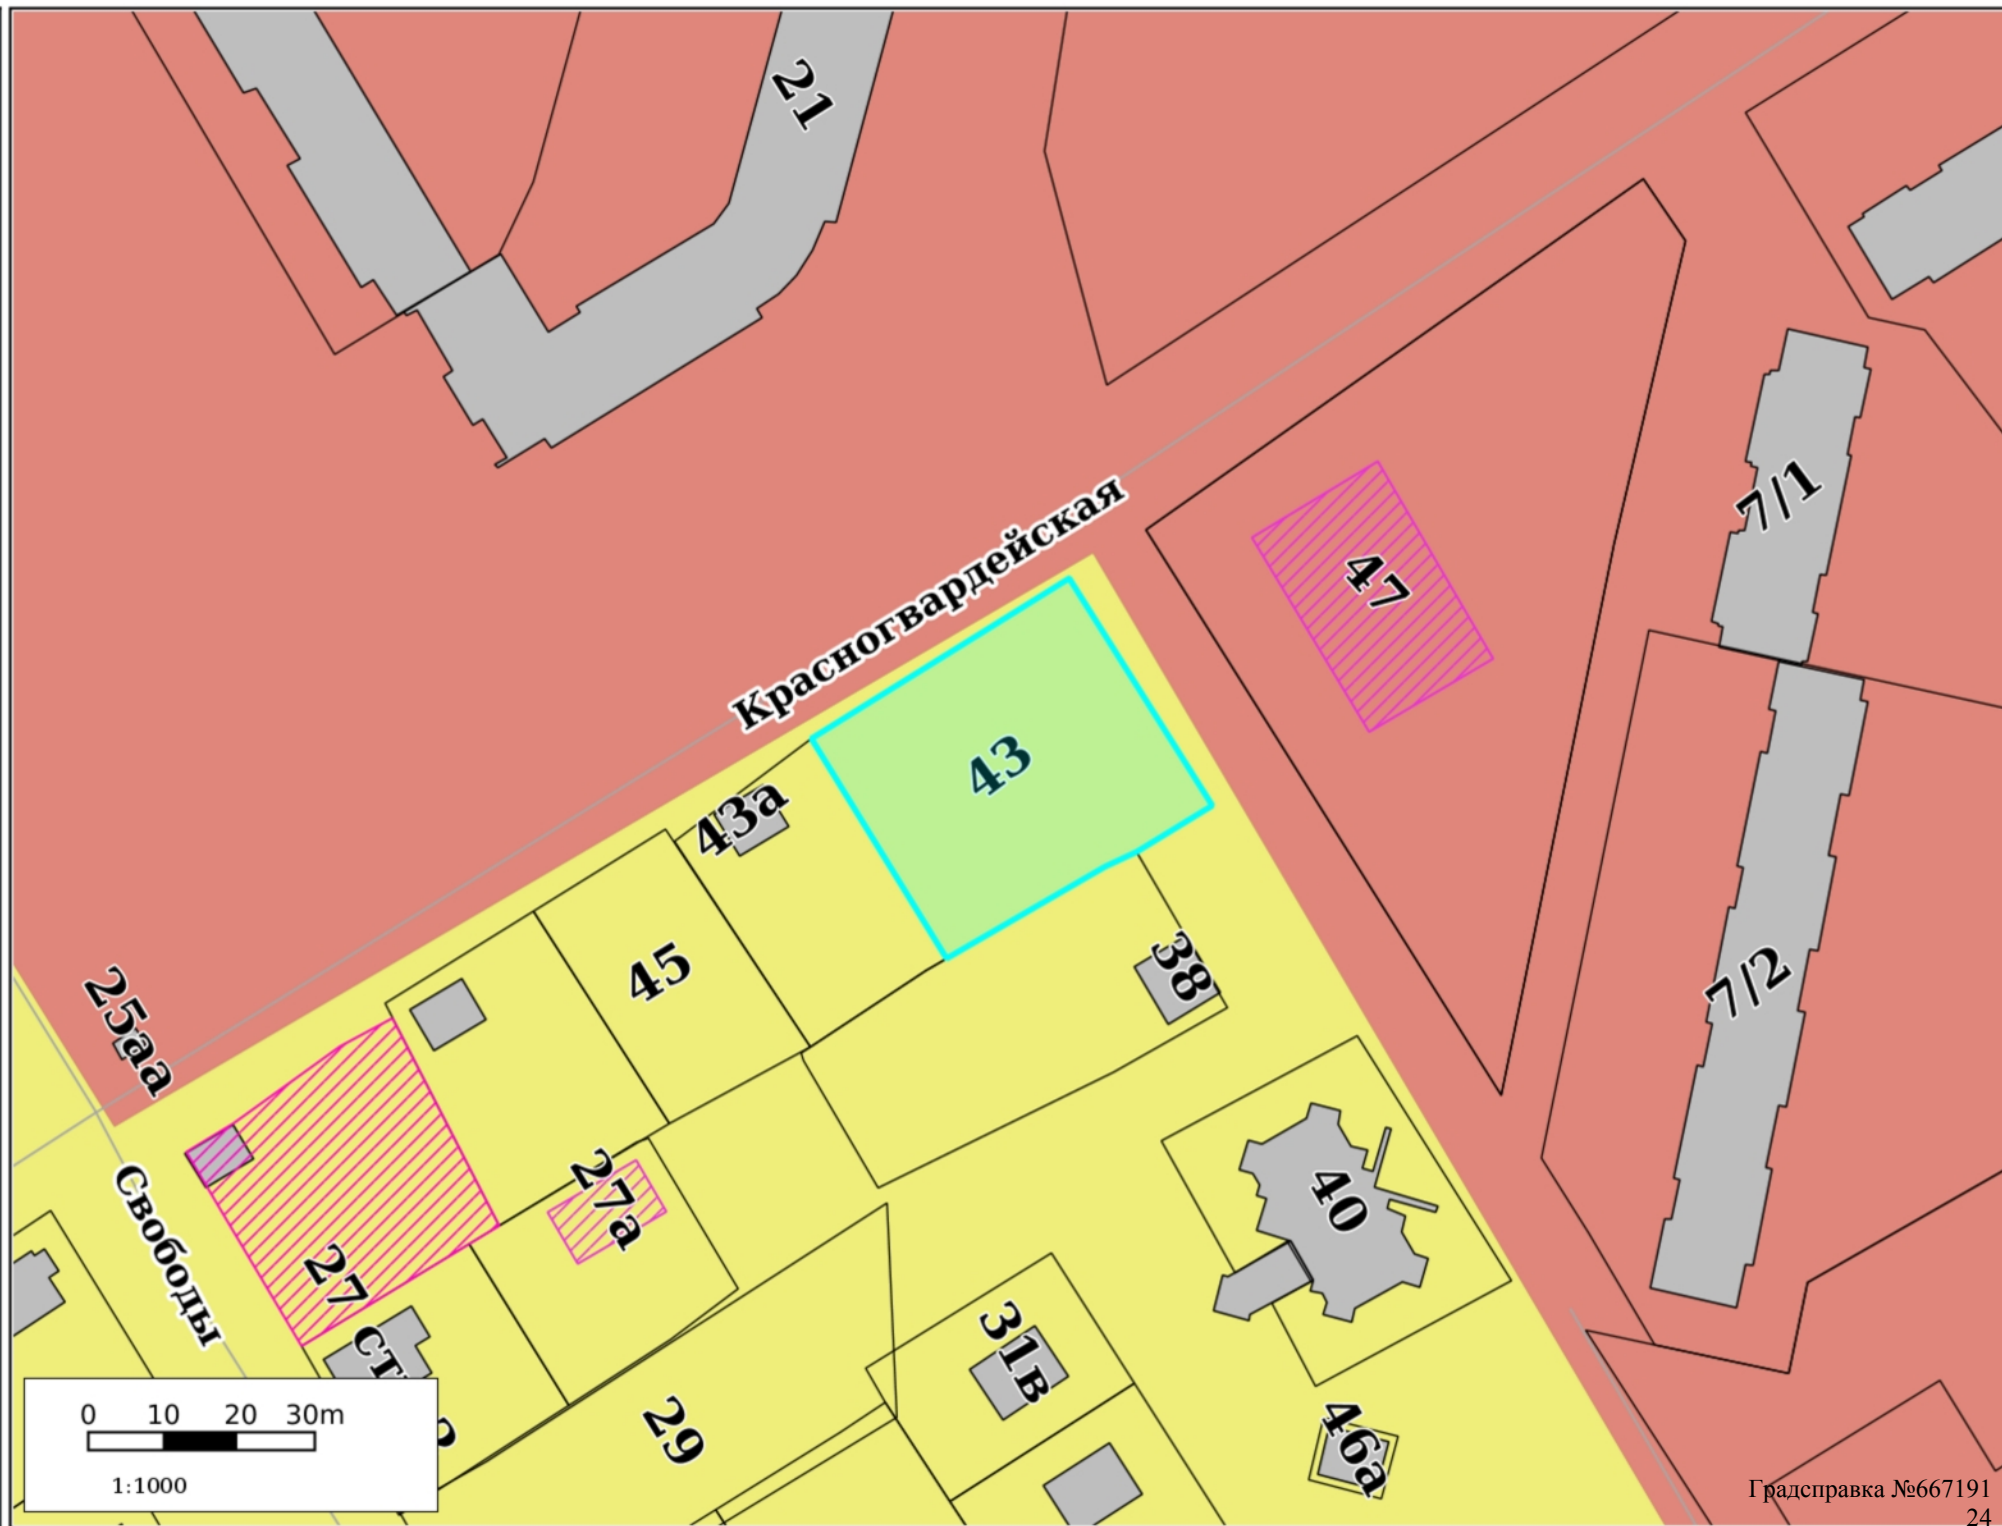 21
7/1
Красногвардейская
47
43
43а
38
45
7/2
25аа
27а
40
Свободы
27
31в
29
46а
0 10 20 30m
1:1000
Градсправка №667191
24